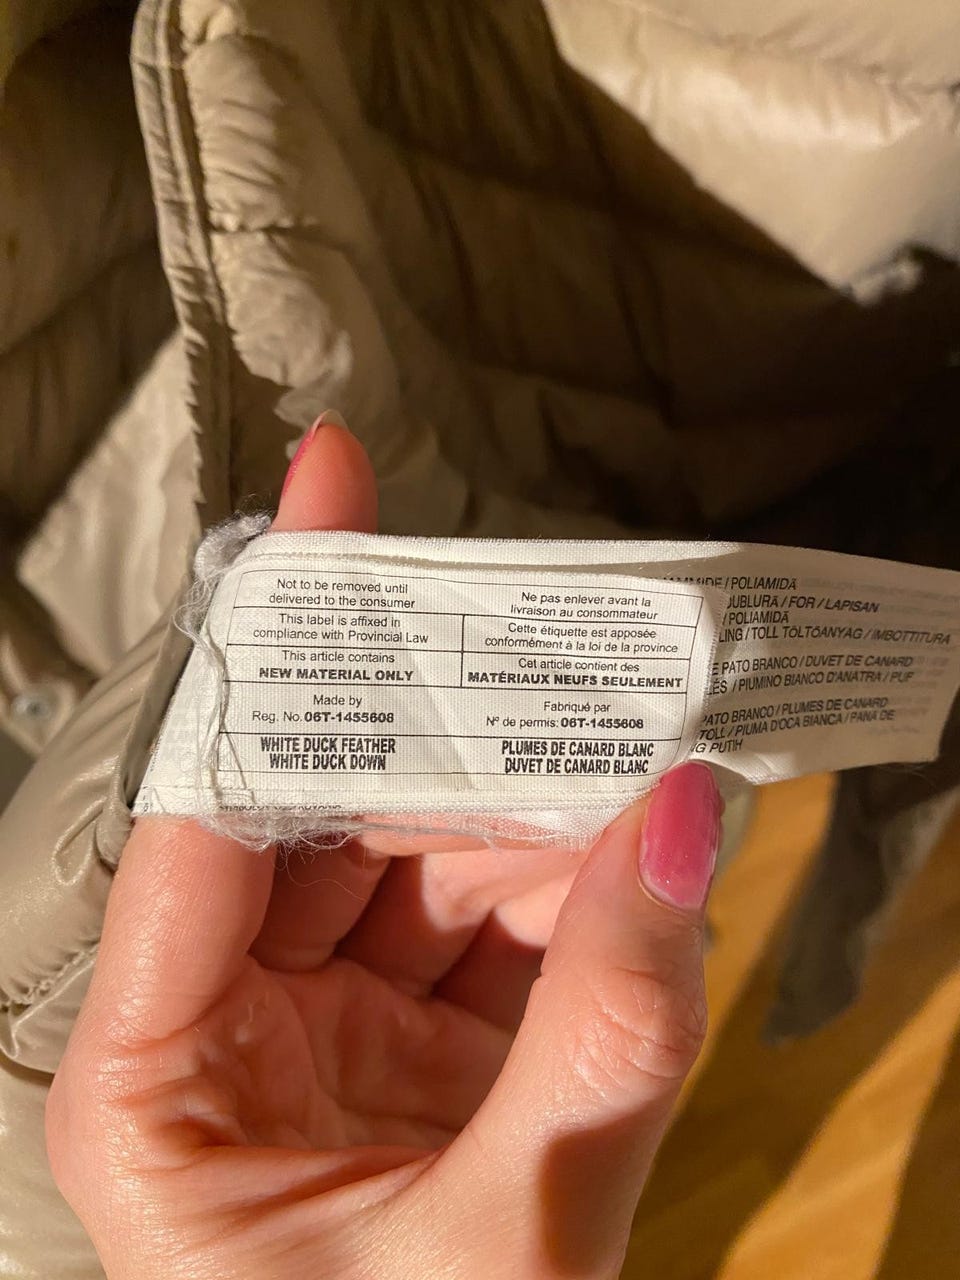 Not to be removed until
delivered to the consumer
Ne pas enlever avant la
livraison au consommateur
This label is affixed in
compliance with Provincial Law
Cette étiquette est apposée
conformément à la loi de la province
This article contains
NEW MATERIAL ONLY
Cet article contient des
MATÉRIAUX NEUFS SEULEMENT
Made by
Reg. No. 06T-1455608
Fabriqué par
Nº de permis: 06T-1455608
WHITE DUCK FEATHER
WHITE DUCK DOWN
PLUMES DE CANARD BLANC
DUVET DE CANARD BLANC
/ POLIAMIDĂ
/ FOR / LAPISAN
/ POLIAMIDĂ
/ TOLL TÖLTŐANYAG / IMBOTTITURA
PATO BRANCO / DUVET DE CANARD
/ PIUMINO BIANCO D'ANATRA / PUF
PATO BRANCO / PLUMES DE CANARD
TOLL / PIUMA D'OCA BIANCA / PANĂ DE
PUTIH